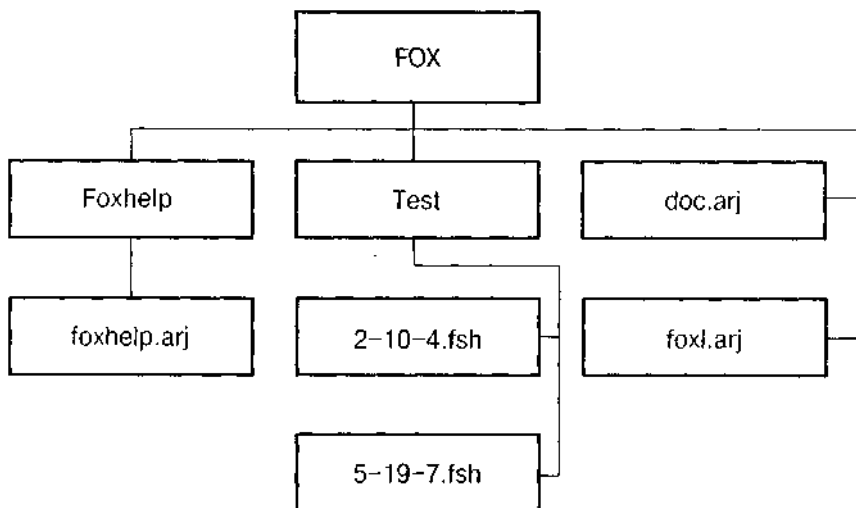 FOX
Foxhelp
Test
doc.arj
foxhelp.arj
2-10-4.fsh
foxl.arj
5-19-7.fsh